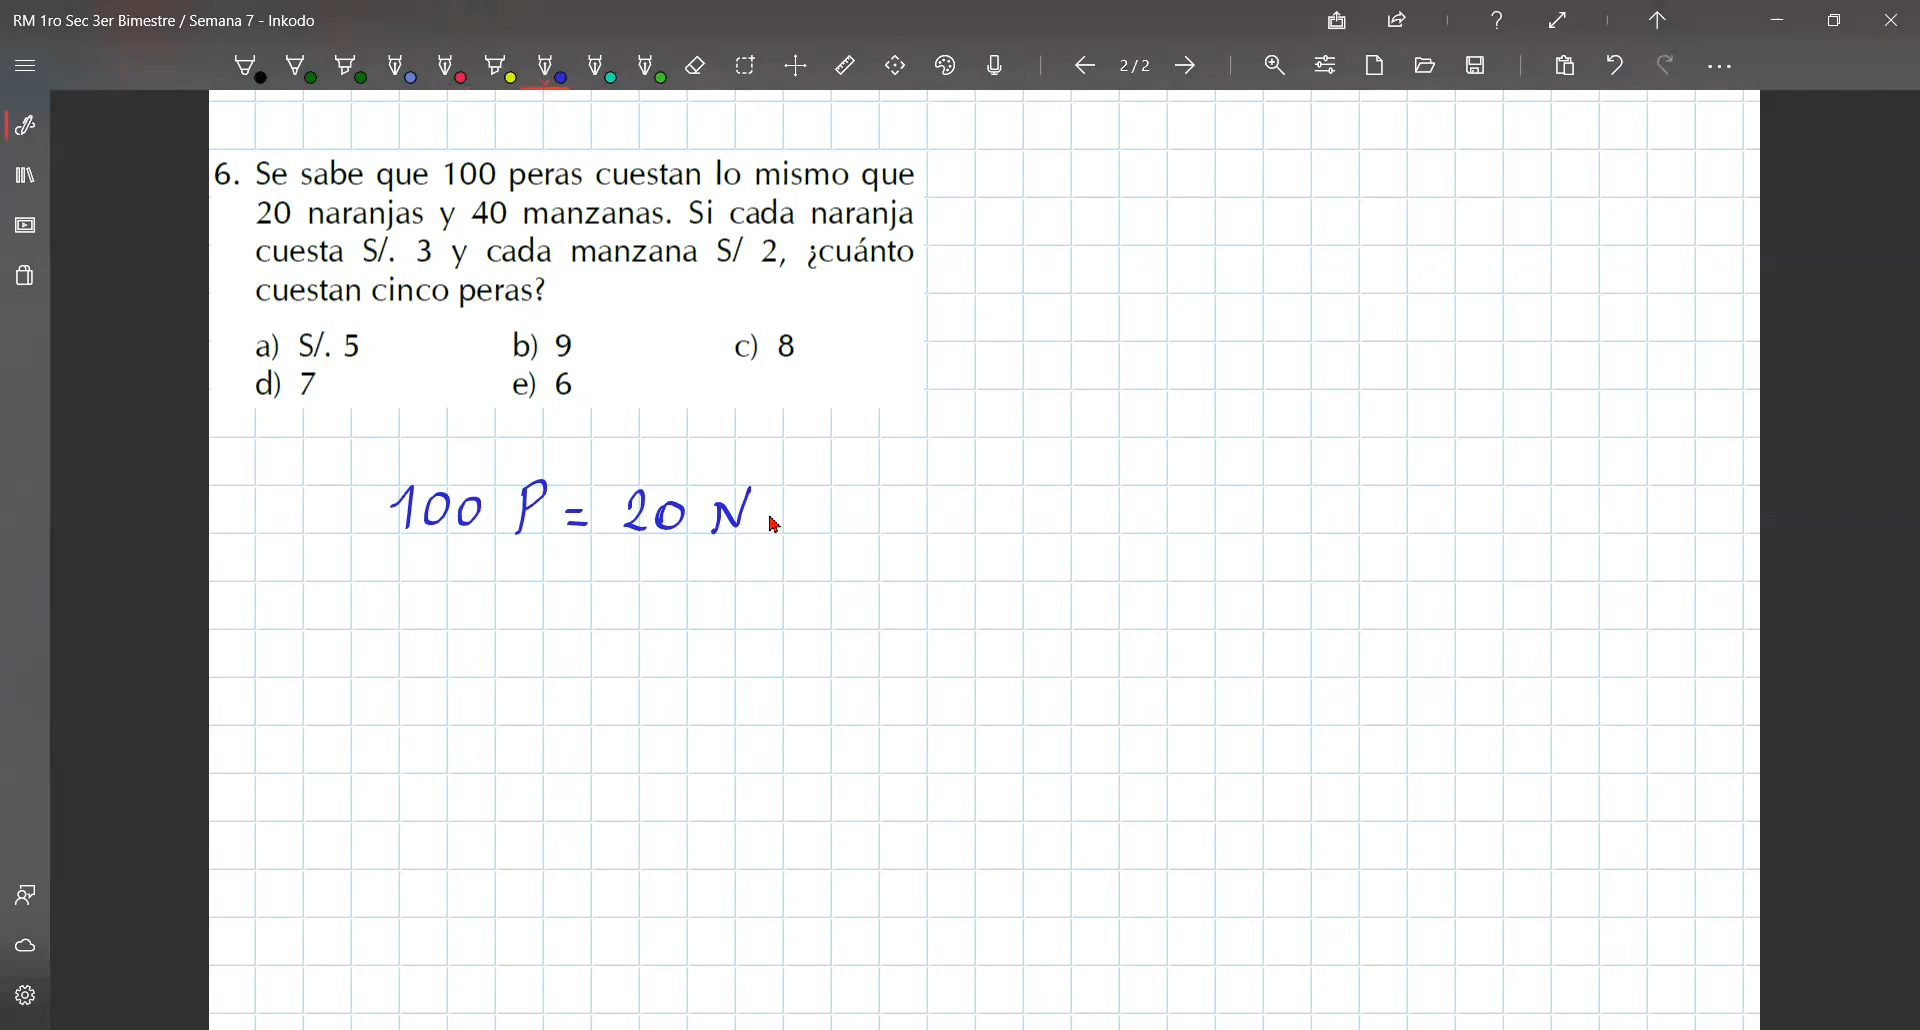 RM 1ro Sec 3er Bimestre / Semana 7 - Inkodo
2 / 2
6. Se sabe que 100 peras cuestan lo mismo que
20 naranjas y 40 manzanas. Si cada naranja
cuesta S/. 3 y cada manzana S/ 2, ¿cuánto
cuestan cinco peras?
a) S/. 5 b) 9 c) 8
d) 7 e) 6
100 P = 20 N